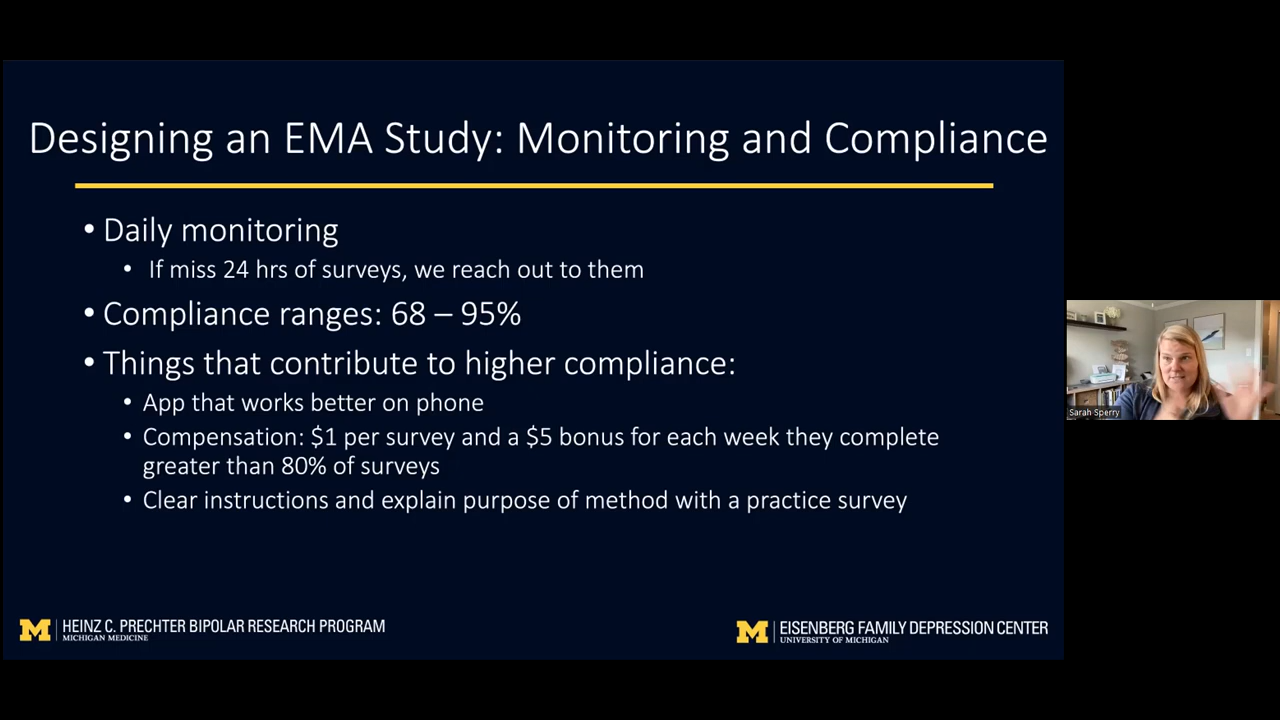 Designing an EMA Study: Monitoring and Compliance
• Daily monitoring
• If miss 24 hrs of surveys, we reach out to them
• Compliance ranges: 68 – 95%
• Things that contribute to higher compliance:
• App that works better on phone
• Compensation: $1 per survey and a $5 bonus for each week they complete
greater than 80% of surveys
• Clear instructions and explain purpose of method with a practice survey
Sarah Sperry
M | HEINZ C. PRECHTER BIPOLAR RESEARCH PROGRAM
MICHIGAN MEDICINE
M | EISENBERG FAMILY DEPRESSION CENTER
UNIVERSITY OF MICHIGAN